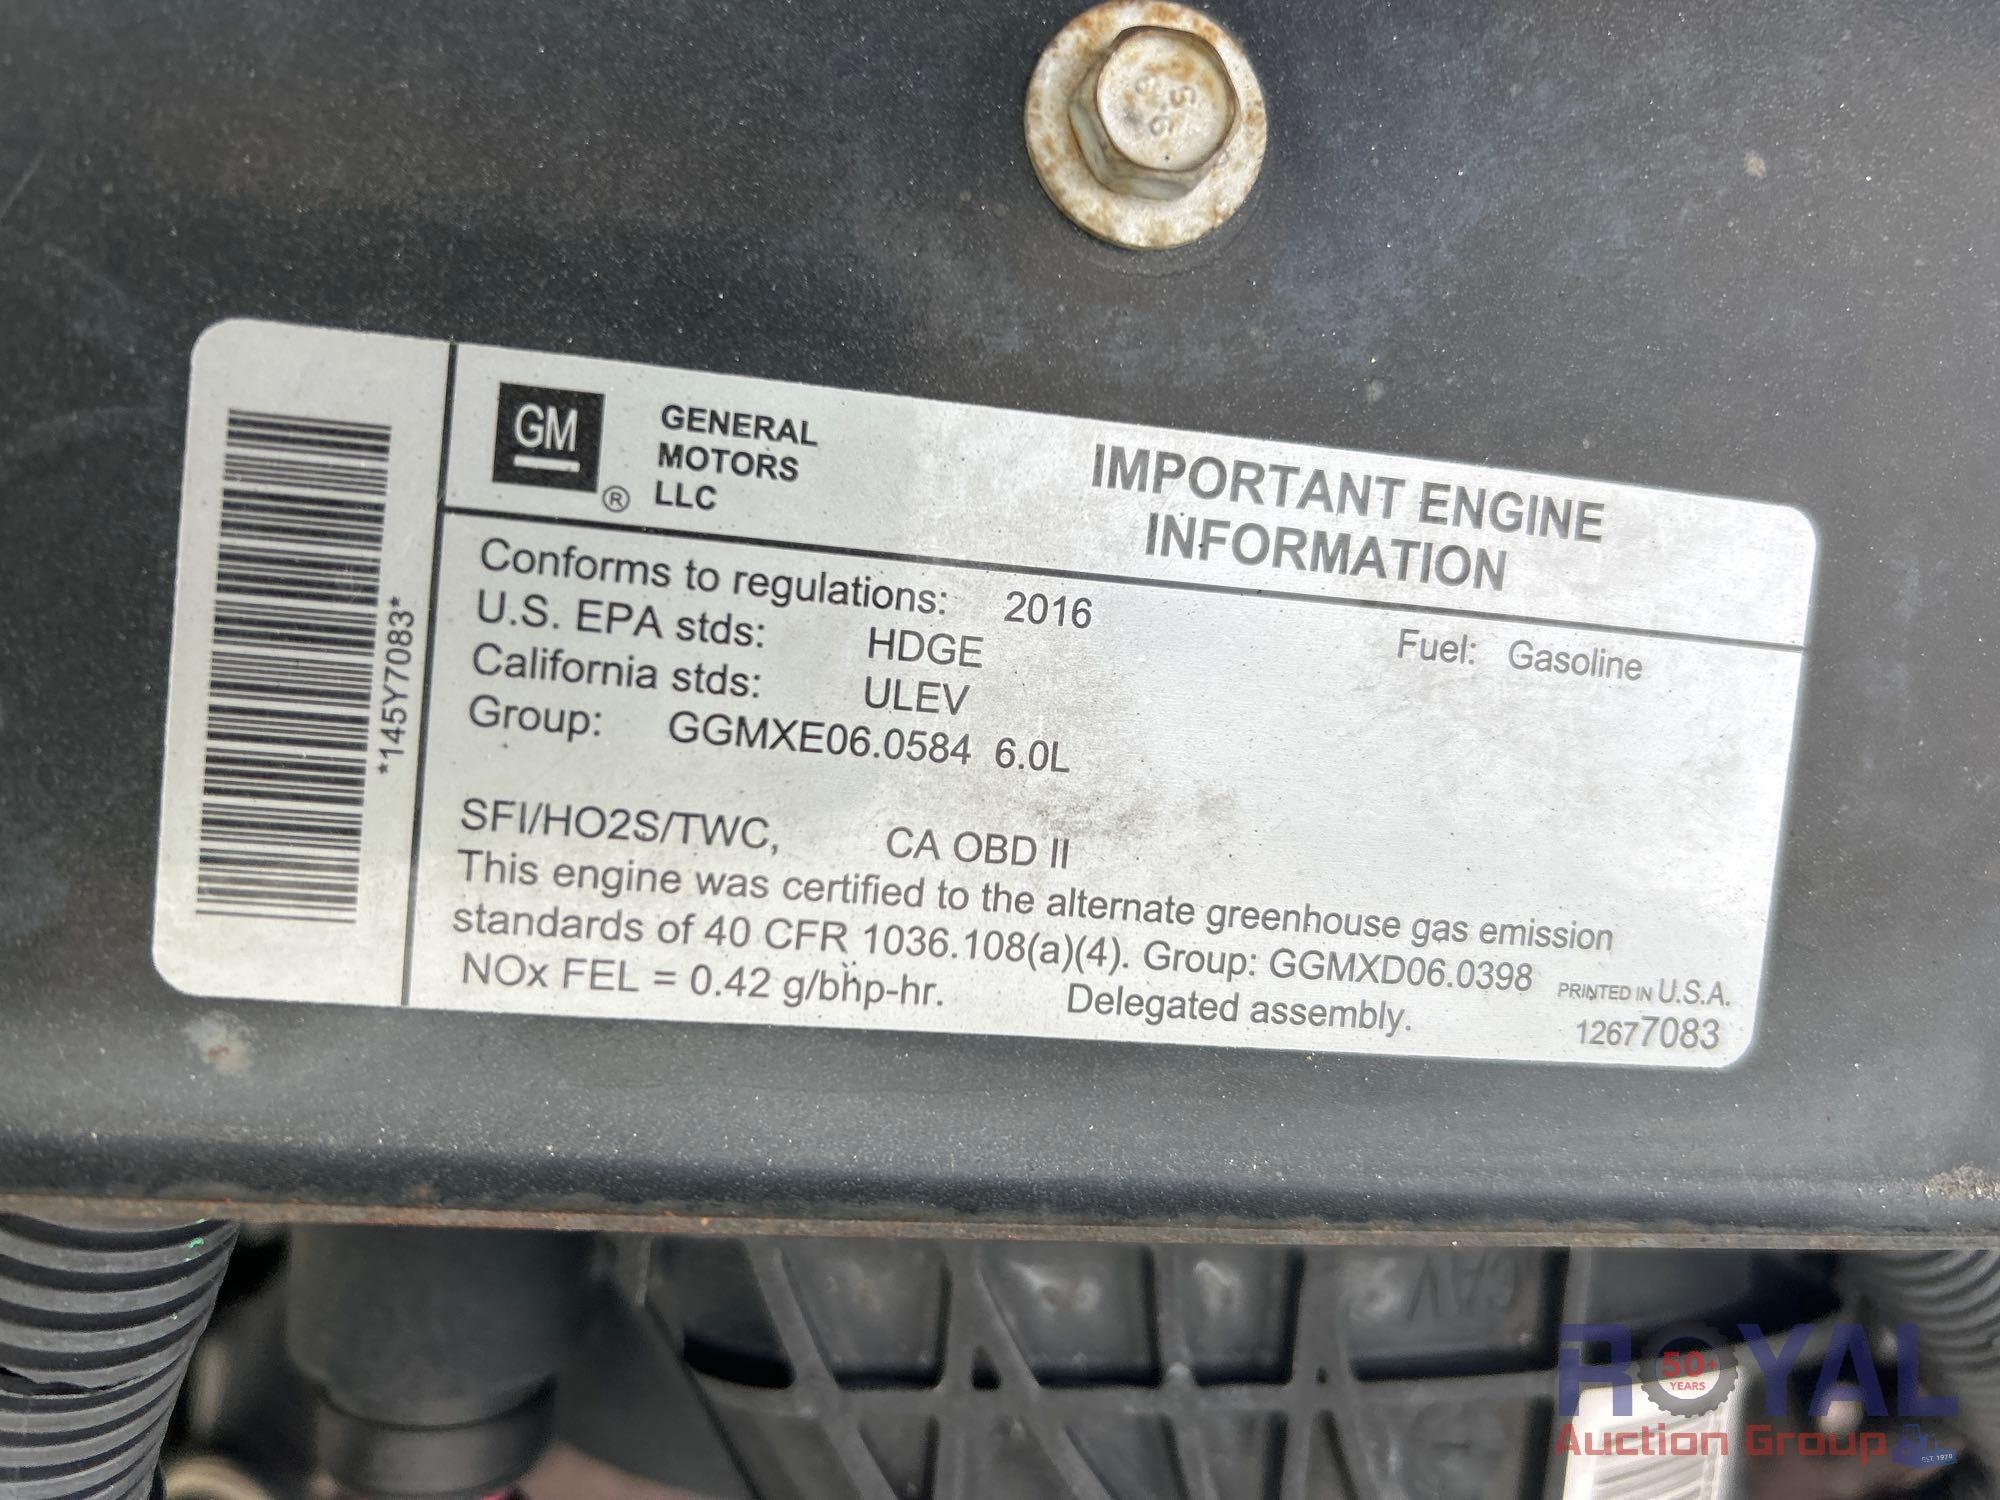 *145Y7083*
GM
®
GENERAL
MOTORS
LLC
IMPORTANT ENGINE
INFORMATION
Conforms to regulations: 2016
Fuel: Gasoline
U.S. EPA stds: HDGE
California stds: ULEV
Group: GGMXE06.0584 6.0L
SFI/HO2S/TWC, CA OBD II
This engine was certified to the alternate greenhouse gas emission
standards of 40 CFR 1036.108(a)(4). Group: GGMXD06.0398
NOx FEL = 0.42 g/bhp-hr. Delegated assembly.
PRINTED IN U.S.A.
12677083
ROYAL
50+
YEARS
Auction Group
EST. 1970